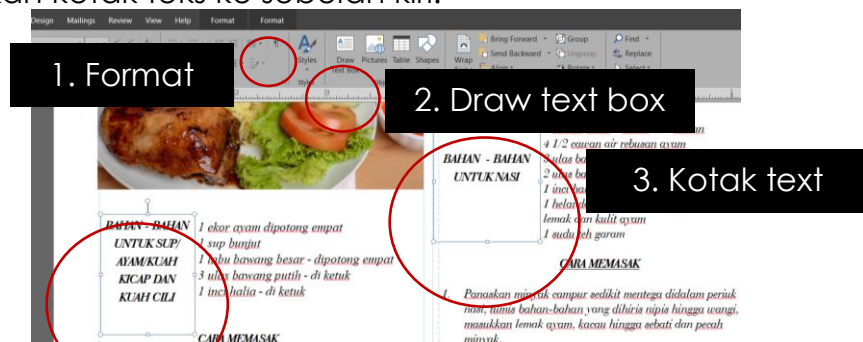 kan kotak teks ke sebelah kiri.
Design Mailings Review View Help Format Format
Styles Draw Pictures Table Shapes Wrap
Text Box
Bring Forward Group Find
Send Backward Ungroup Replace
Align Rotate Select
Styles
1. Format
2. Draw text box
3. Kotak text
BAHAN - BAHAN
UNTUK NASI
4 1/2 cawan air rebusan ayam
3 ulas
2 ulas
1 inci
1 helai
lemak dan kulit ayam
1 sudu teh garam
CARA MEMASAK
1. Panaskan minyak campur sedikit mentega didalam periuk
nasi, tumis bahan-bahan yang dihiris nipis hingga wangi,
masukkan lemak ayam, kacau hingga sebati dan pecah
minyak.
BAHAN - BAHAN
UNTUK SUP/
AYAM/KUAH
KICAP DAN
KUAH CILI
1 ekor ayam dipotong empat
1 sup bunjut
1 labu bawang besar - dipotong empat
3 ulas bawang putih - di ketuk
1 inci halia - di ketuk
CARA MEMASAK